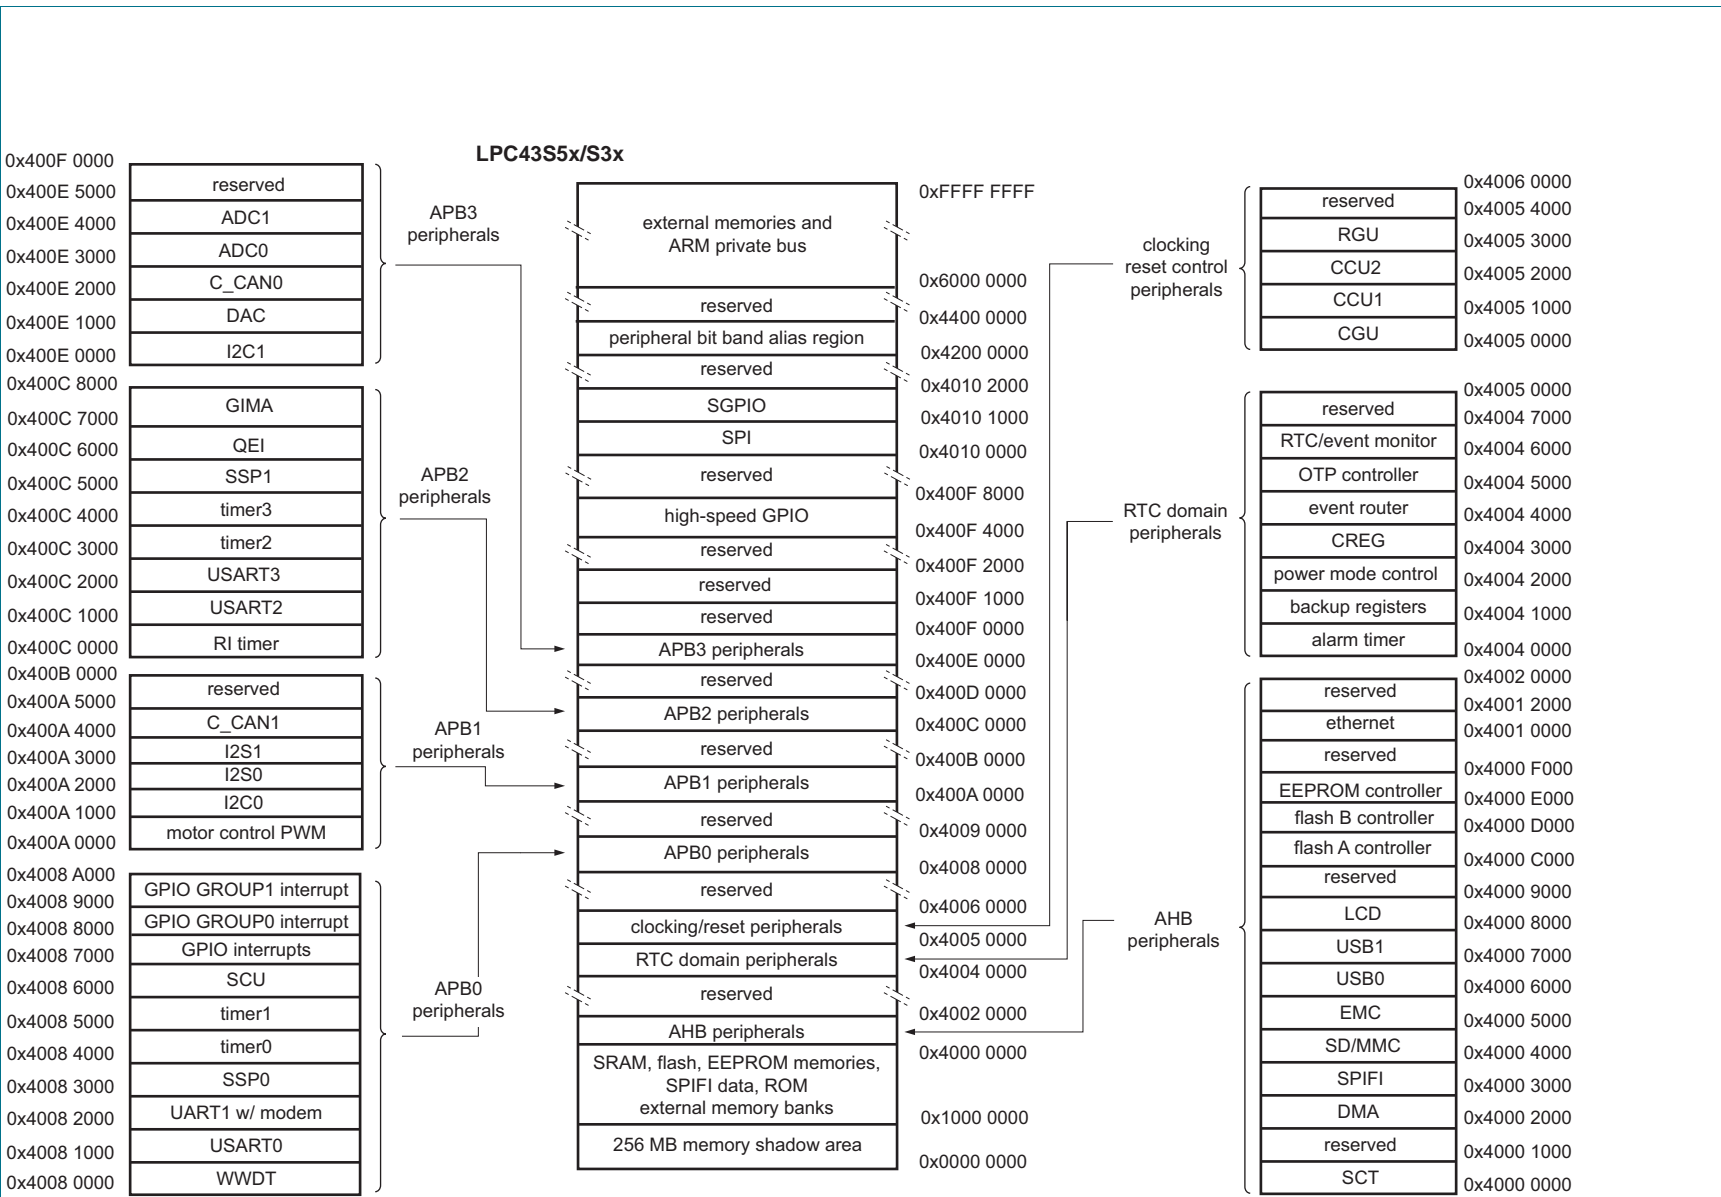 LPC43S5x/S3x
0x400F 0000
reserved
0x400E 5000
ADC1
0x400E 4000
ADC0
0x400E 3000
C_CAN0
0x400E 2000
DAC
0x400E 1000
I2C1
0x400E 0000
APB3
peripherals
0x400C 8000
GIMA
0x400C 7000
QEI
0x400C 6000
SSP1
0x400C 5000
timer3
0x400C 4000
timer2
0x400C 3000
USART3
0x400C 2000
USART2
0x400C 1000
RI timer
0x400C 0000
APB2
peripherals
0x400B 0000
reserved
0x400A 5000
C_CAN1
0x400A 4000
I2S1
0x400A 3000
I2S0
0x400A 2000
I2C0
0x400A 1000
motor control PWM
0x400A 0000
APB1
peripherals
0x4008 A000
GPIO GROUP1 interrupt
0x4008 9000
GPIO GROUP0 interrupt
0x4008 8000
GPIO interrupts
0x4008 7000
SCU
0x4008 6000
timer1
0x4008 5000
timer0
0x4008 4000
SSP0
0x4008 3000
UART1 w/ modem
0x4008 2000
USART0
0x4008 1000
WWDT
0x4008 0000
APB0
peripherals
0xFFFF FFFF
external memories and
ARM private bus
0x6000 0000
reserved
0x4400 0000
peripheral bit band alias region
0x4200 0000
reserved
0x4010 2000
SGPIO
0x4010 1000
SPI
0x4010 0000
reserved
0x400F 8000
high-speed GPIO
0x400F 4000
reserved
0x400F 2000
reserved
0x400F 1000
reserved
0x400F 0000
APB3 peripherals
0x400E 0000
reserved
0x400D 0000
APB2 peripherals
0x400C 0000
reserved
0x400B 0000
APB1 peripherals
0x400A 0000
reserved
0x4009 0000
APB0 peripherals
0x4008 0000
reserved
0x4006 0000
clocking/reset peripherals
0x4005 0000
RTC domain peripherals
0x4004 0000
reserved
0x4002 0000
AHB peripherals
0x4000 0000
SRAM, flash, EEPROM memories,
SPIFI data, ROM
external memory banks
0x1000 0000
256 MB memory shadow area
0x0000 0000
clocking
reset control
peripherals
0x4006 0000
reserved
0x4005 4000
RGU
0x4005 3000
CCU2
0x4005 2000
CCU1
0x4005 1000
CGU
0x4005 0000
RTC domain
peripherals
0x4005 0000
reserved
0x4004 7000
RTC/event monitor
0x4004 6000
OTP controller
0x4004 5000
event router
0x4004 4000
CREG
0x4004 3000
power mode control
0x4004 2000
backup registers
0x4004 1000
alarm timer
0x4004 0000
AHB
peripherals
0x4002 0000
reserved
0x4001 2000
ethernet
0x4001 0000
reserved
0x4000 F000
EEPROM controller
0x4000 E000
flash B controller
0x4000 D000
flash A controller
0x4000 C000
reserved
0x4000 9000
LCD
0x4000 8000
USB1
0x4000 7000
USB0
0x4000 6000
EMC
0x4000 5000
SD/MMC
0x4000 4000
SPIFI
0x4000 3000
DMA
0x4000 2000
reserved
0x4000 1000
SCT
0x4000 0000